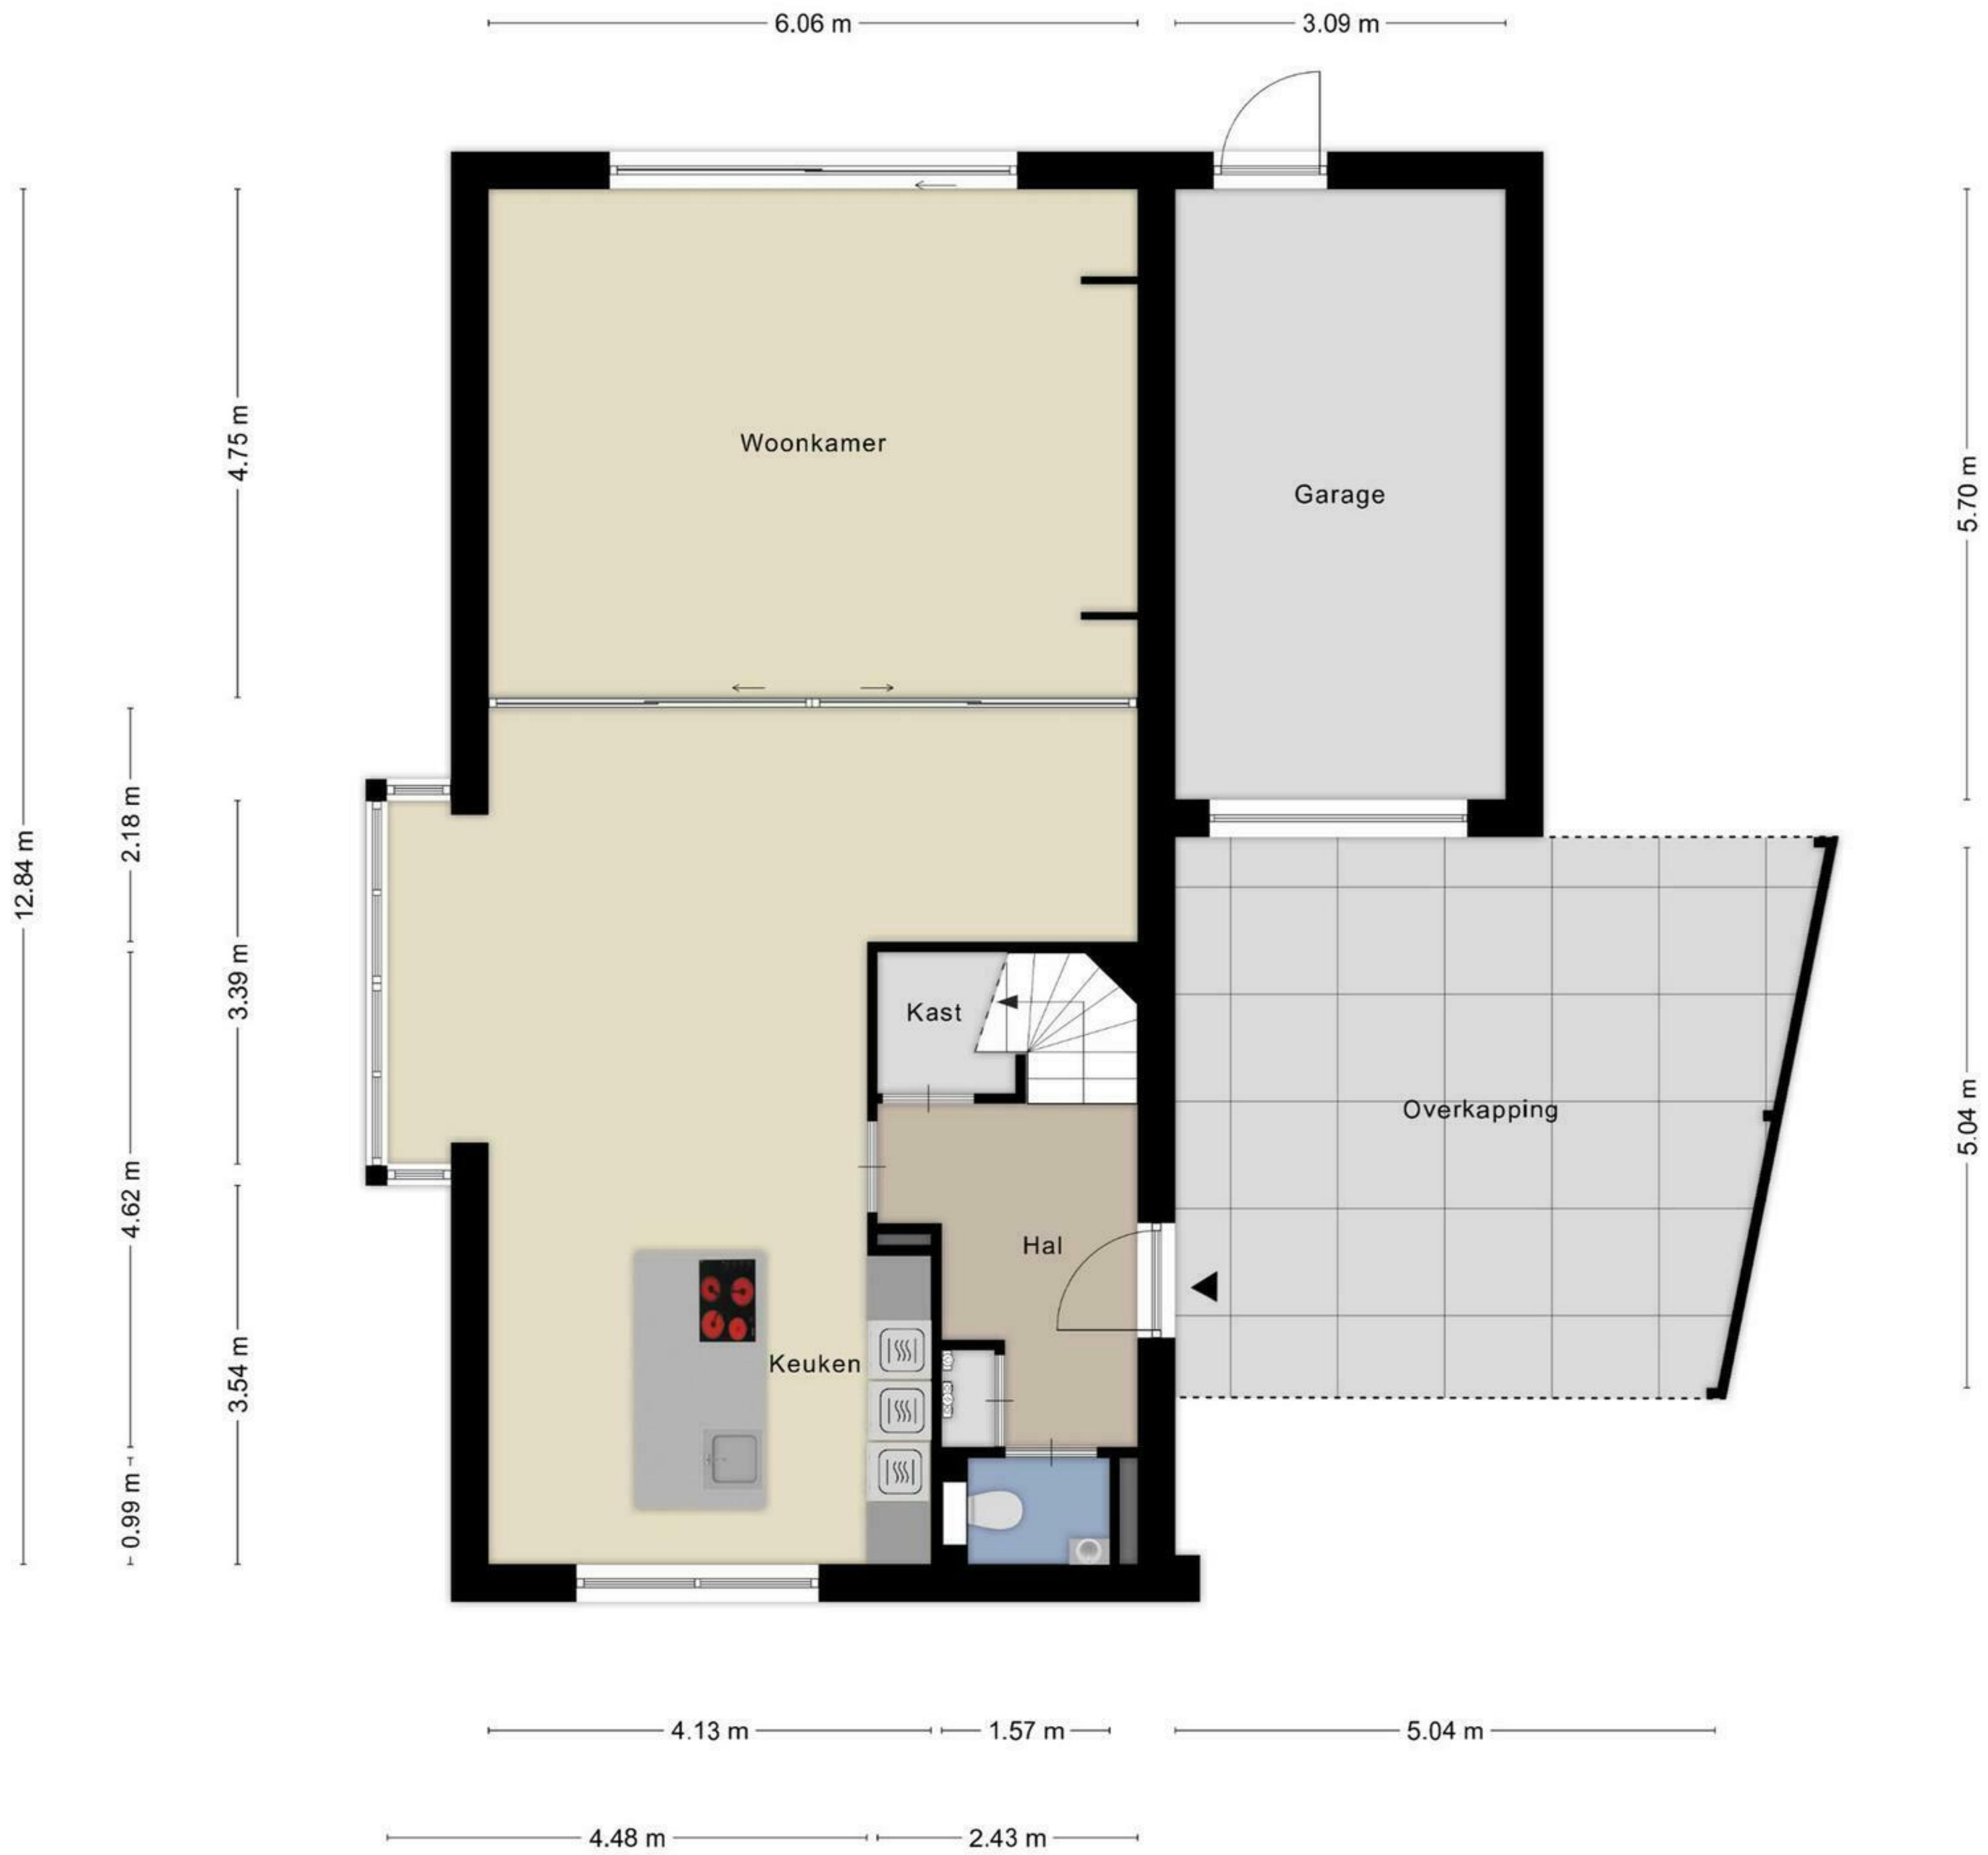 6.06 m
3.09 m
Woonkamer
Garage
4.75 m
5.70 m
2.18 m
12.84 m
3.39 m
Kast
Overkapping
5.04 m
4.62 m
Hal
Keuken
3.54 m
0.99 m
4.13 m
1.57 m
5.04 m
4.48 m
2.43 m